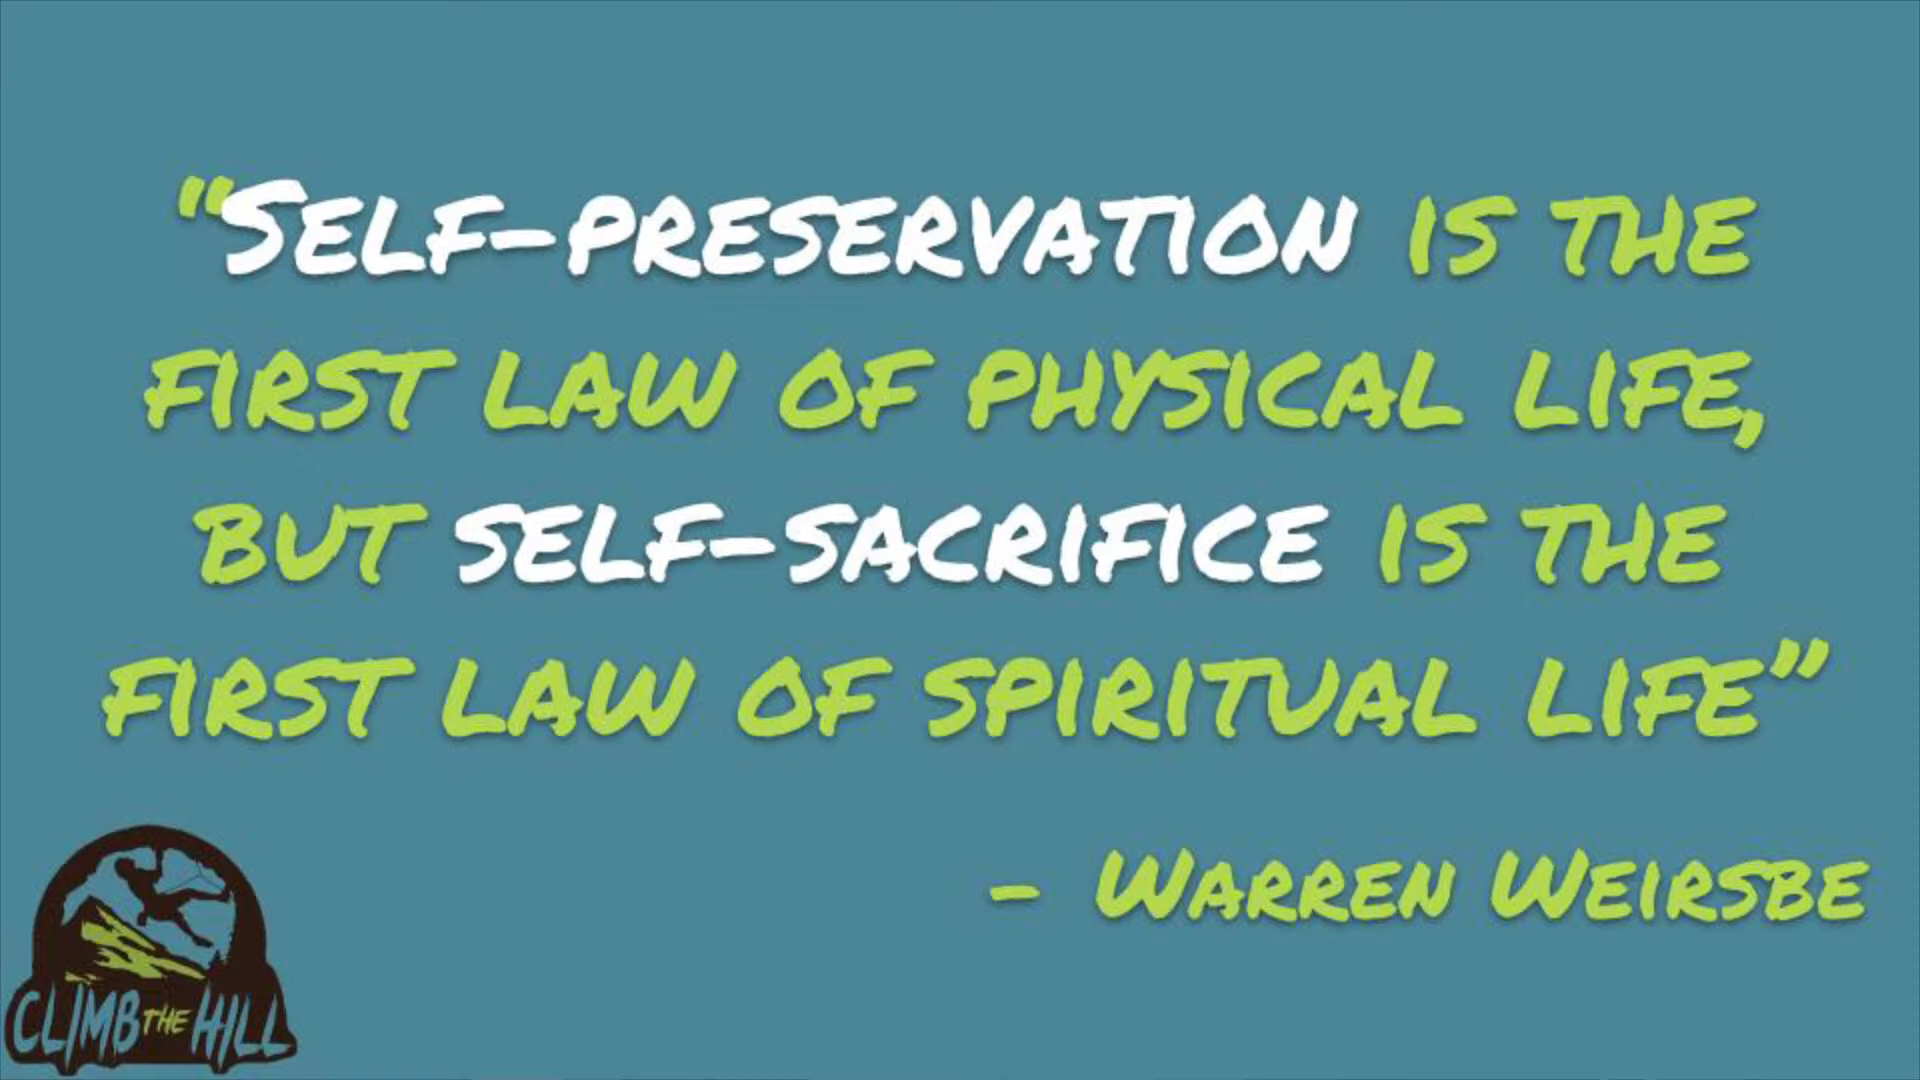 “Self-preservation is the
first law of physical life,
but self-sacrifice is the
first law of spiritual life”
- Warren Weirsbe
CLIMB THE HILL